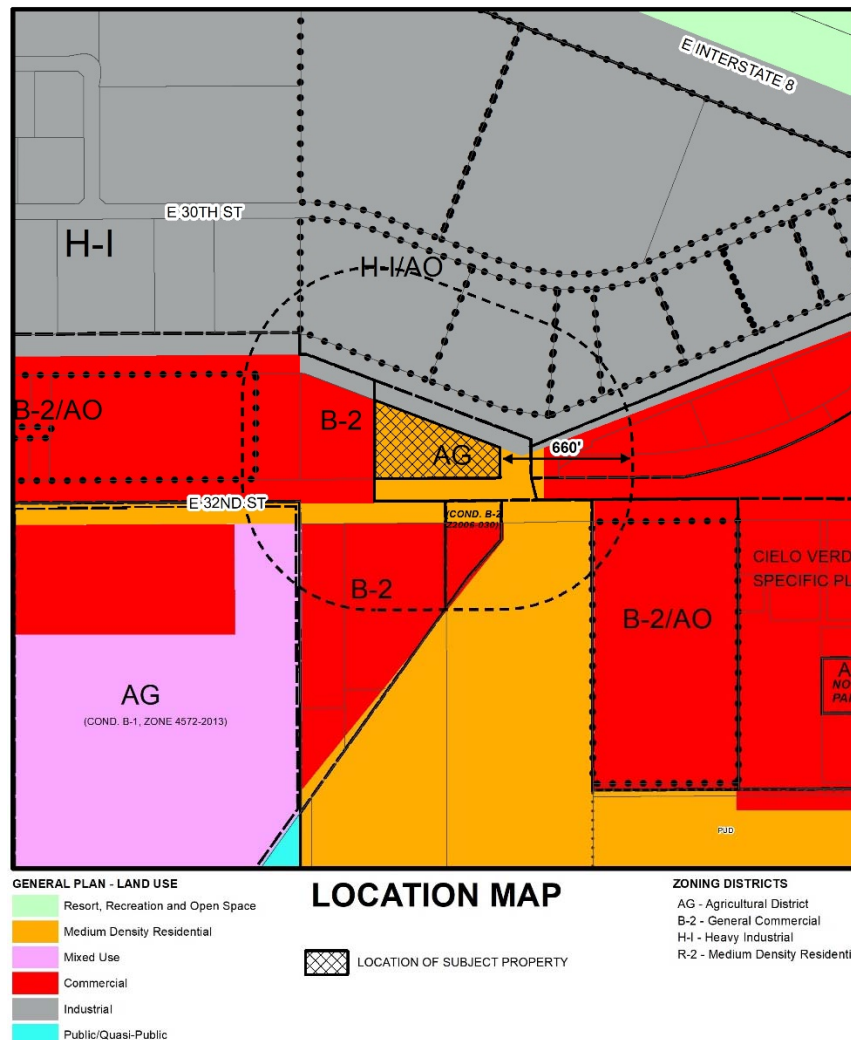 E INTERSTATE 8
E 30TH ST
H-I
H-I/AO
B-2/AO
B-2
AG
660'
E 32ND ST
(COND. B-2
Z2006-030)
B-2
CIELO VERD
SPECIFIC PL
B-2/AO
AG
(COND. B-1, ZONE 4572-2013)
A
NO
PA
PUD
GENERAL PLAN - LAND USE
Resort, Recreation and Open Space
Medium Density Residential
Mixed Use
Commercial
Industrial
Public/Quasi-Public
LOCATION MAP
LOCATION OF SUBJECT PROPERTY
ZONING DISTRICTS
AG - Agricultural District
B-2 - General Commercial
H-I - Heavy Industrial
R-2 - Medium Density Residenti